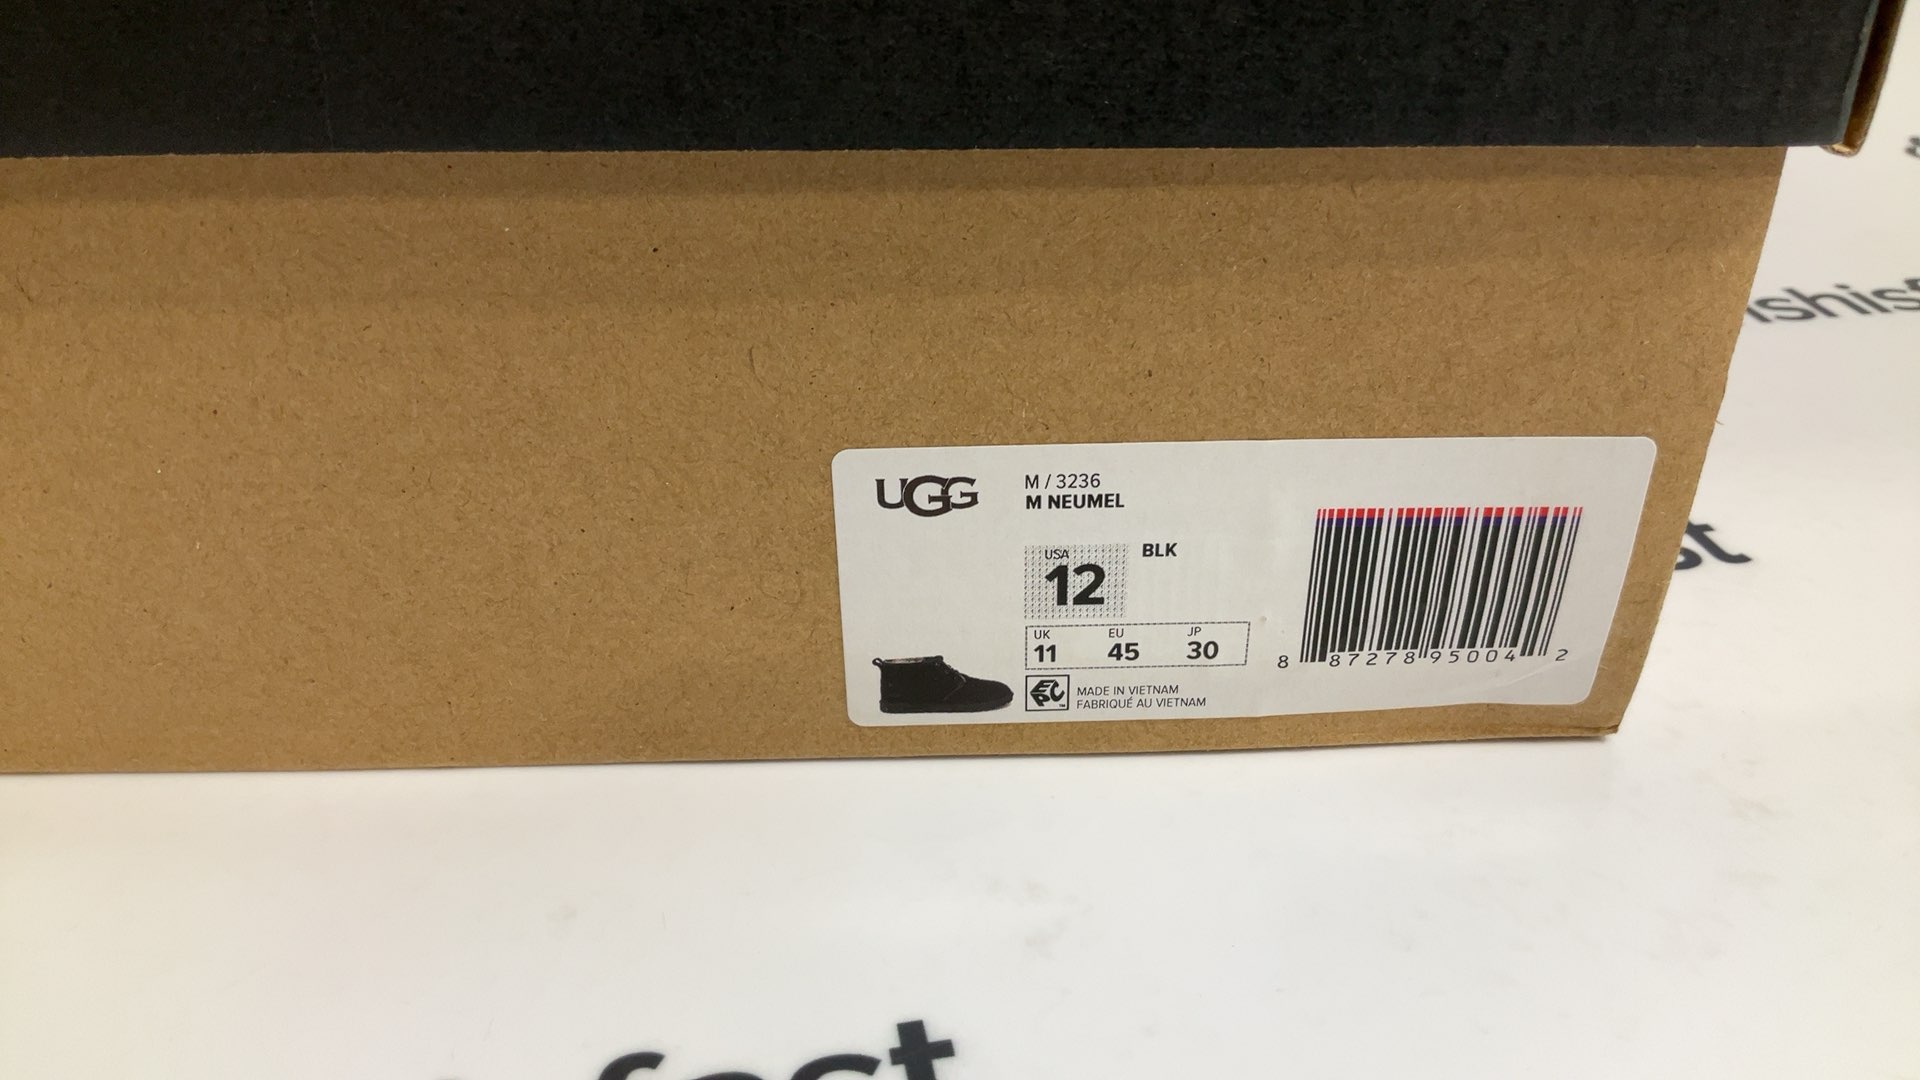 UGG
M / 3236
M NEUMEL
USA
12
BLK
UK EU JP
11 45 30
8 87278 95004 2
MADE IN VIETNAM
FABRIQUÉ AU VIETNAM